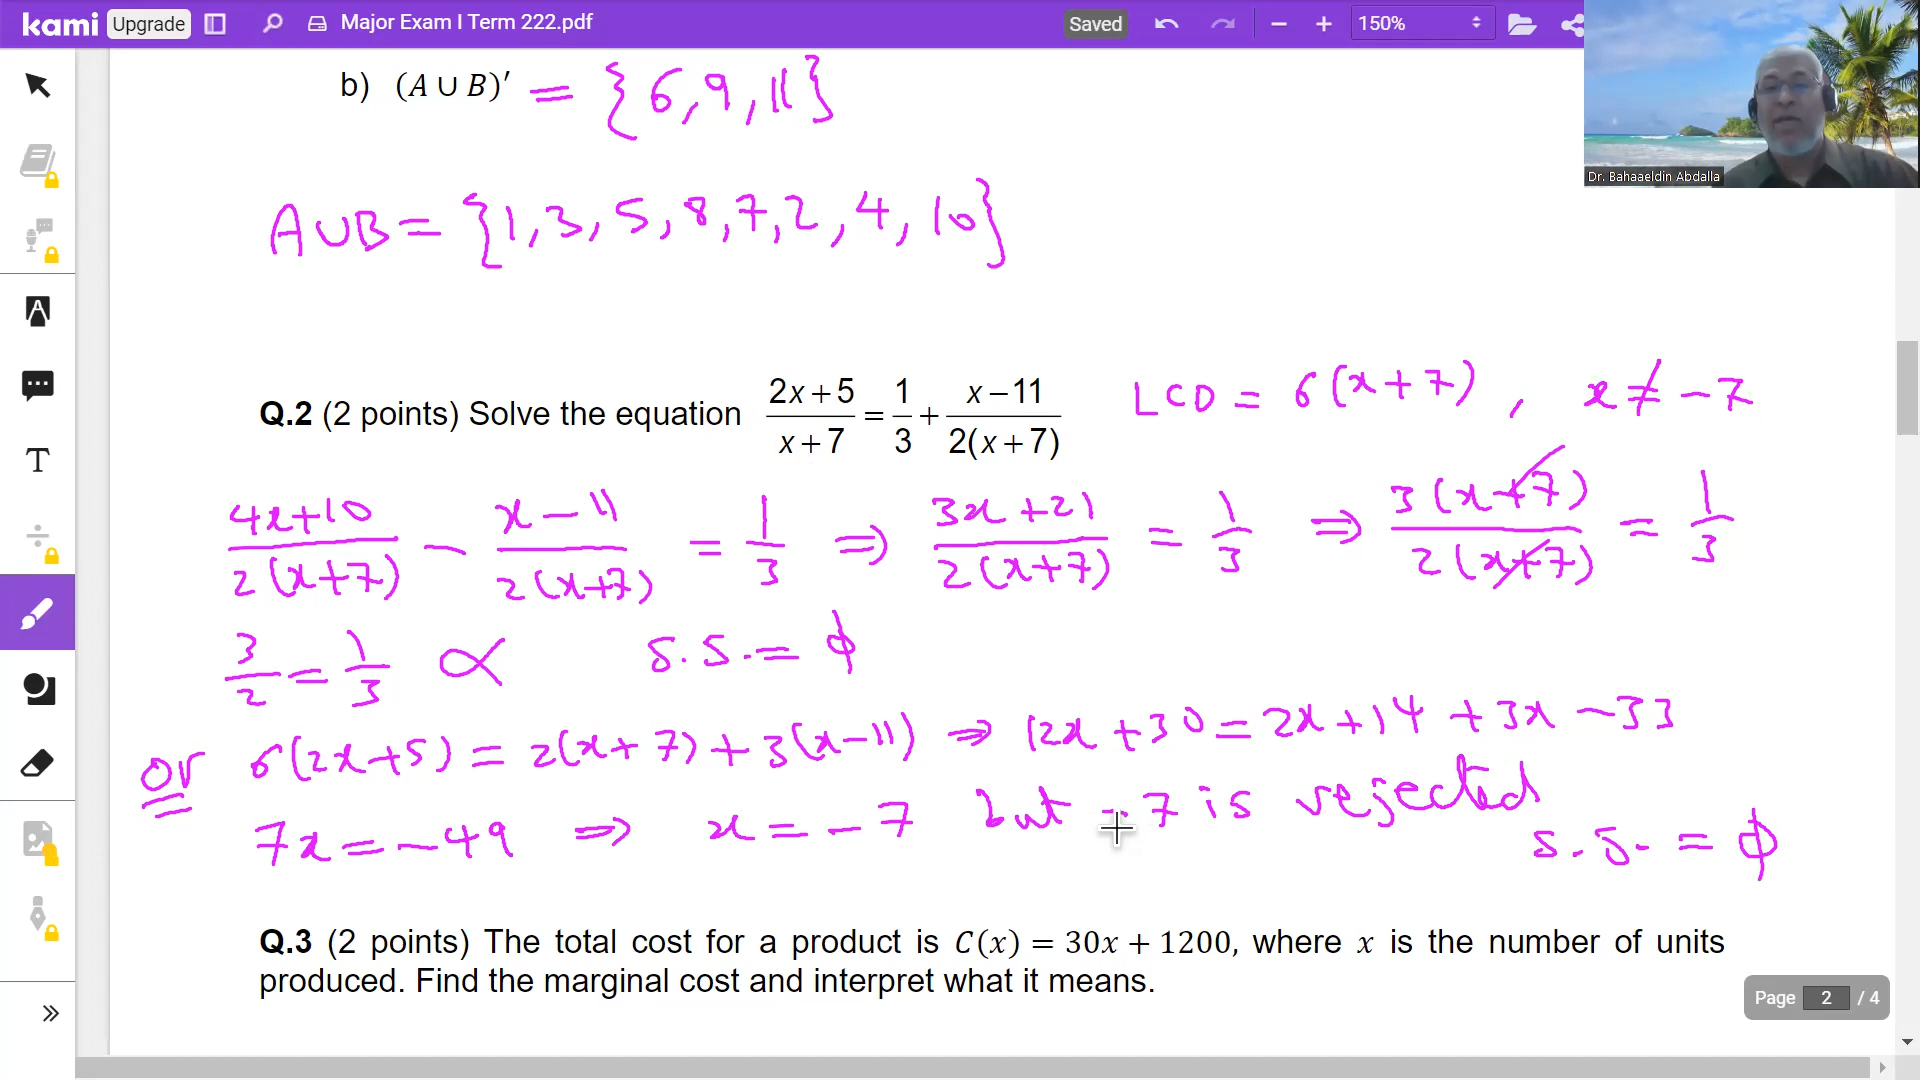 kami Upgrade Major Exam I Term 222.pdf Saved 150%
Dr. Bahaaeldin Abdalla
b) (A ∪ B)′ = {6, 9, 11}
A∪B = {1, 3, 5, 8, 7, 2, 4, 10}
Q.2 (2 points) Solve the equation (2x+5)/(x+7) = 1/3 + (x−11)/(2(x+7)) LCD = 6(x+7), x ≠ −7
(4x+10)/(2(x+7)) − (x−11)/(2(x+7)) = 1/3 ⇒ (3x+21)/(2(x+7)) = 1/3 ⇒ 3(x+7)/(2(x+7)) = 1/3
3/2 = 1/3 S.S. = ϕ
or 6(2x+5) = 2(x+7) + 3(x−11) ⇒ 12x+30 = 2x+14+3x−33
7x = −49 ⇒ x = −7 but −7 is rejected
S.S. = ϕ
Q.3 (2 points) The total cost for a product is C(x) = 30x + 1200, where x is the number of units
produced. Find the marginal cost and interpret what it means.
Page 2 / 4